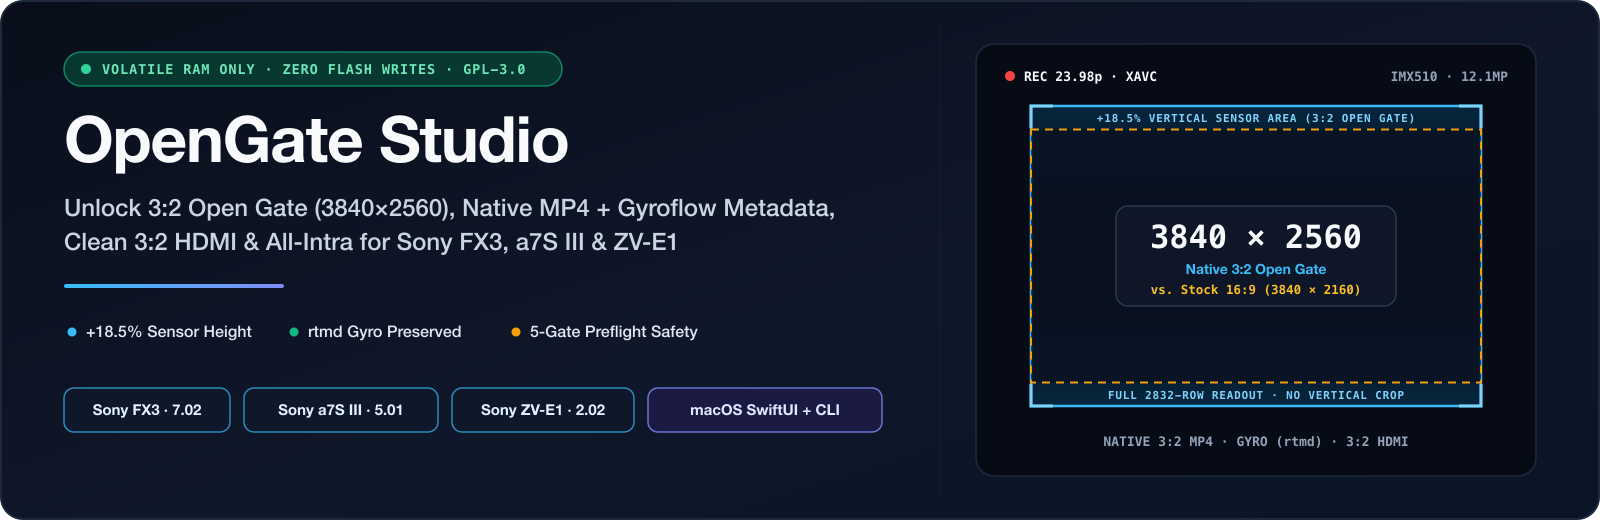 VOLATILE RAM ONLY · ZERO FLASH WRITES · GPL-3.0
OpenGate Studio
Unlock 3:2 Open Gate (3840×2560), Native MP4 + Gyroflow Metadata,
Clean 3:2 HDMI & All-Intra for Sony FX3, a7S III & ZV-E1
+18.5% Sensor Height
rtmd Gyro Preserved
5-Gate Preflight Safety
Sony FX3 · 7.02
Sony a7S III · 5.01
Sony ZV-E1 · 2.02
macOS SwiftUI + CLI
REC 23.98p · XAVC
IMX510 · 12.1MP
+18.5% VERTICAL SENSOR AREA (3:2 OPEN GATE)
3840 × 2560
Native 3:2 Open Gate
vs. Stock 16:9 (3840 × 2160)
FULL 2832-ROW READOUT · NO VERTICAL CROP
NATIVE 3:2 MP4 · GYRO (rtmd) · 3:2 HDMI